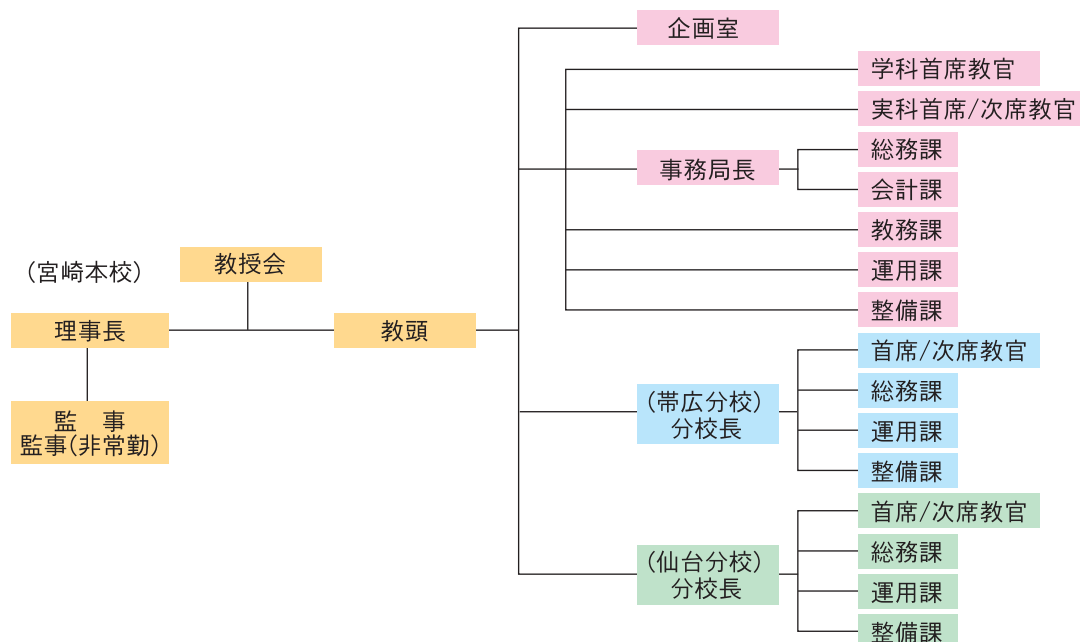 企画室
学科首席教官
実科首席/次席教官
事務局長
総務課
会計課
教務課
運用課
整備課
(宮崎本校)
教授会
理事長
教頭
監 事
監事(非常勤)
(帯広分校)
分校長
首席/次席教官
総務課
運用課
整備課
(仙台分校)
分校長
首席/次席教官
総務課
運用課
整備課